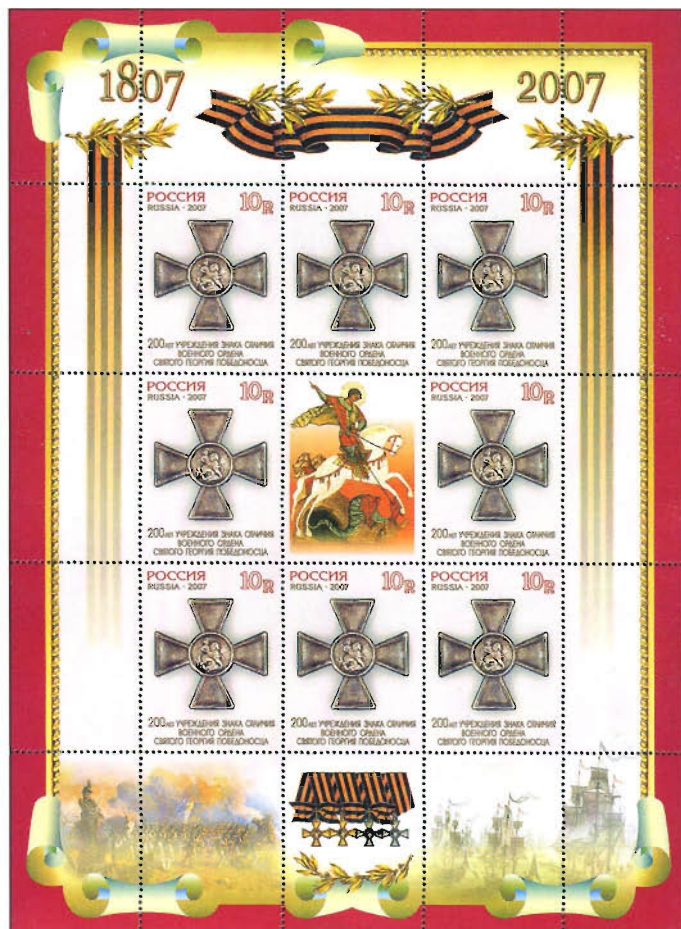 1807 2007
РОССИЯ 10R
RUSSIA · 2007
200 ЛЕТ УЧРЕЖДЕНИЯ ЗНАКА ОТЛИЧИЯ
ВОЕННОГО ОРДЕНА
СВЯТОГО ГЕОРГИЯ ПОБЕДОНОСЦА
РОССИЯ 10R
RUSSIA · 2007
200 ЛЕТ УЧРЕЖДЕНИЯ ЗНАКА ОТЛИЧИЯ
ВОЕННОГО ОРДЕНА
СВЯТОГО ГЕОРГИЯ ПОБЕДОНОСЦА
РОССИЯ 10R
RUSSIA · 2007
200 ЛЕТ УЧРЕЖДЕНИЯ ЗНАКА ОТЛИЧИЯ
ВОЕННОГО ОРДЕНА
СВЯТОГО ГЕОРГИЯ ПОБЕДОНОСЦА
РОССИЯ 10R
RUSSIA · 2007
200 ЛЕТ УЧРЕЖДЕНИЯ ЗНАКА ОТЛИЧИЯ
ВОЕННОГО ОРДЕНА
СВЯТОГО ГЕОРГИЯ ПОБЕДОНОСЦА
РОССИЯ 10R
RUSSIA · 2007
200 ЛЕТ УЧРЕЖДЕНИЯ ЗНАКА ОТЛИЧИЯ
ВОЕННОГО ОРДЕНА
СВЯТОГО ГЕОРГИЯ ПОБЕДОНОСЦА
РОССИЯ 10R
RUSSIA · 2007
200 ЛЕТ УЧРЕЖДЕНИЯ ЗНАКА ОТЛИЧИЯ
ВОЕННОГО ОРДЕНА
СВЯТОГО ГЕОРГИЯ ПОБЕДОНОСЦА
РОССИЯ 10R
RUSSIA · 2007
200 ЛЕТ УЧРЕЖДЕНИЯ ЗНАКА ОТЛИЧИЯ
ВОЕННОГО ОРДЕНА
СВЯТОГО ГЕОРГИЯ ПОБЕДОНОСЦА
РОССИЯ 10R
RUSSIA · 2007
200 ЛЕТ УЧРЕЖДЕНИЯ ЗНАКА ОТЛИЧИЯ
ВОЕННОГО ОРДЕНА
СВЯТОГО ГЕОРГИЯ ПОБЕДОНОСЦА